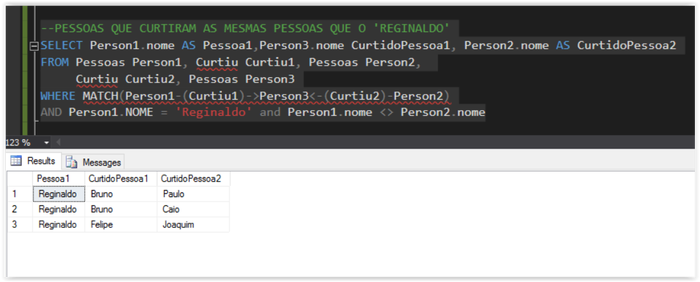 --PESSOAS QUE CURTIRAM AS MESMAS PESSOAS QUE O 'REGINALDO'
SELECT Person1.nome AS Pessoa1,Person3.nome CurtidoPessoa1, Person2.nome AS CurtidoPessoa2
FROM Pessoas Person1, Curtiu Curtiu1, Pessoas Person2,
Curtiu Curtiu2, Pessoas Person3
WHERE MATCH(Person1-(Curtiu1)->Person3<-(Curtiu2)-Person2)
AND Person1.NOME = 'Reginaldo' and Person1.nome <> Person2.nome
123 %
Results Messages
Pessoa1 CurtidoPessoa1 CurtidoPessoa2
1 Reginaldo Bruno Paulo
2 Reginaldo Bruno Caio
3 Reginaldo Felipe Joaquim